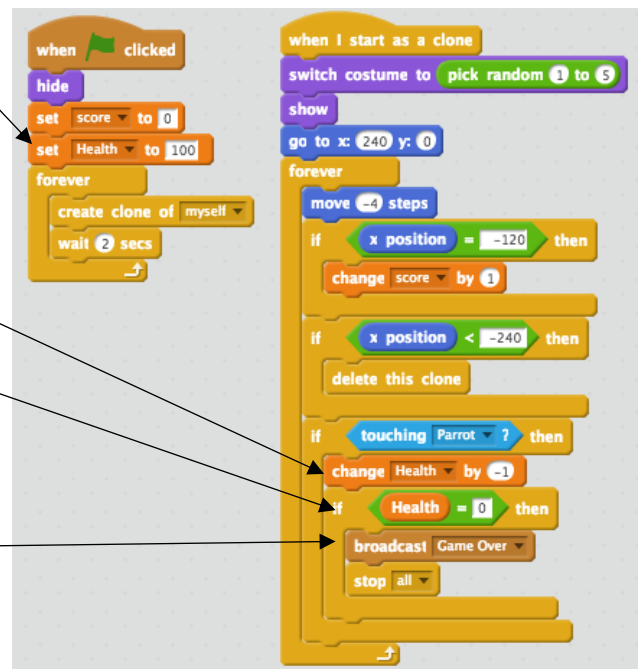 when clicked
hide
set score to 0
set Health to 100
forever
create clone of myself
wait 2 secs
when I start as a clone
switch costume to pick random 1 to 5
show
go to x: 240 y: 0
forever
move -4 steps
if x position = -120 then
change score by 1
if x position < -240 then
delete this clone
if touching Parrot ? then
change Health by -1
if Health = 0 then
broadcast Game Over
stop all